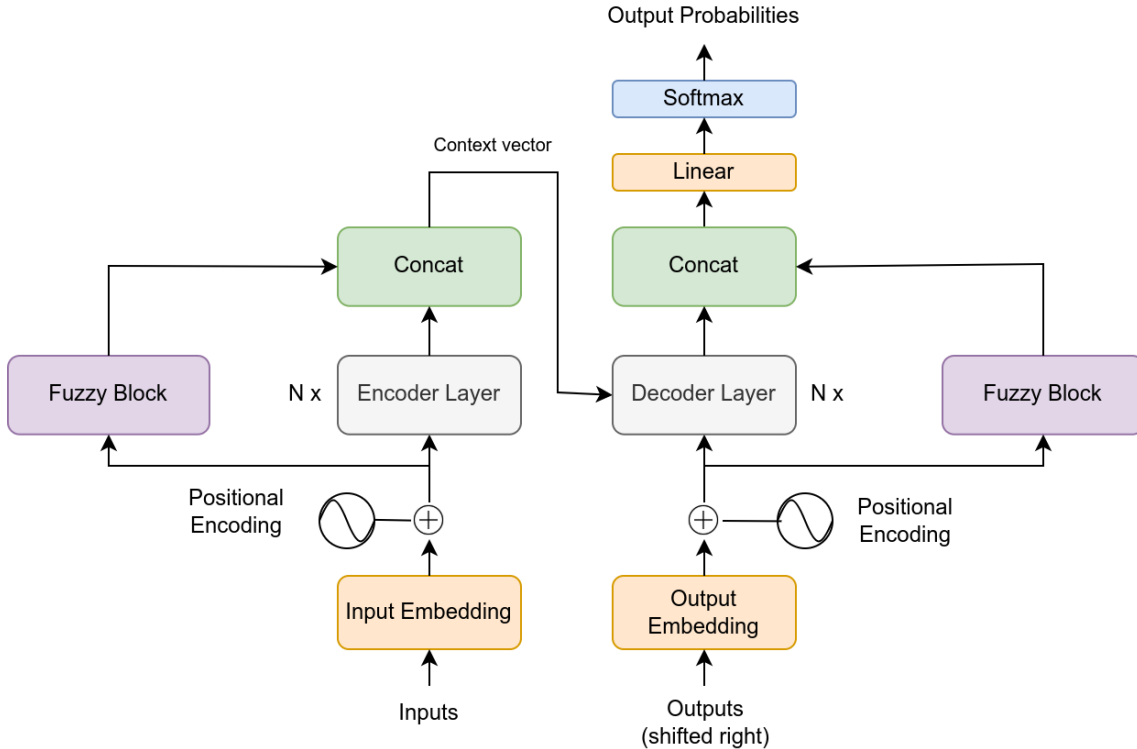 Output Probabilities
Softmax
Context vector
Linear
Concat
Concat
Fuzzy Block
N x
Encoder Layer
Decoder Layer
N x
Fuzzy Block
Positional
Encoding
Positional
Encoding
Input Embedding
Output
Embedding
Inputs
Outputs
(shifted right)